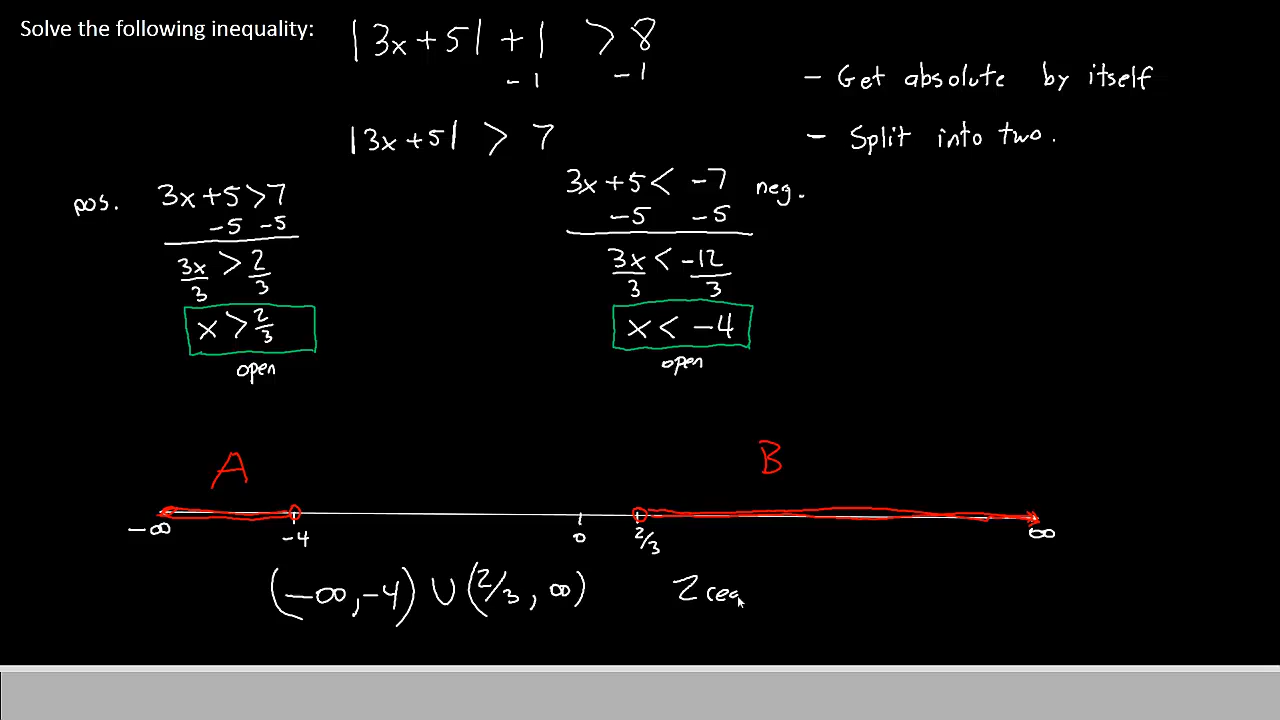 Solve the following inequality: |3x+5| + 1 > 8
-1 -1
- Get absolute by itself
|3x+5| > 7
- Split into two.
pos. 3x+5>7
-5 -5
3x/3 > 2/3
x > 2/3
open
3x+5< -7 neg.
-5 -5
3x/3 < -12/3
x < -4
open
A B
-∞ -4 0 2/3 ∞
(-∞,-4) ∪ (2/3, ∞)